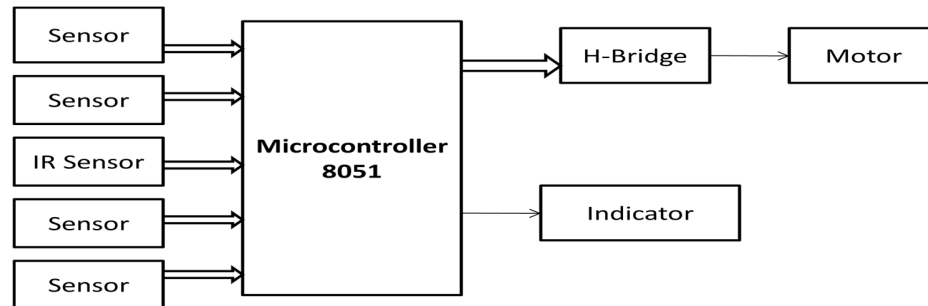 Sensor
Sensor
IR Sensor
Sensor
Sensor
Microcontroller
8051
H-Bridge
Motor
Indicator